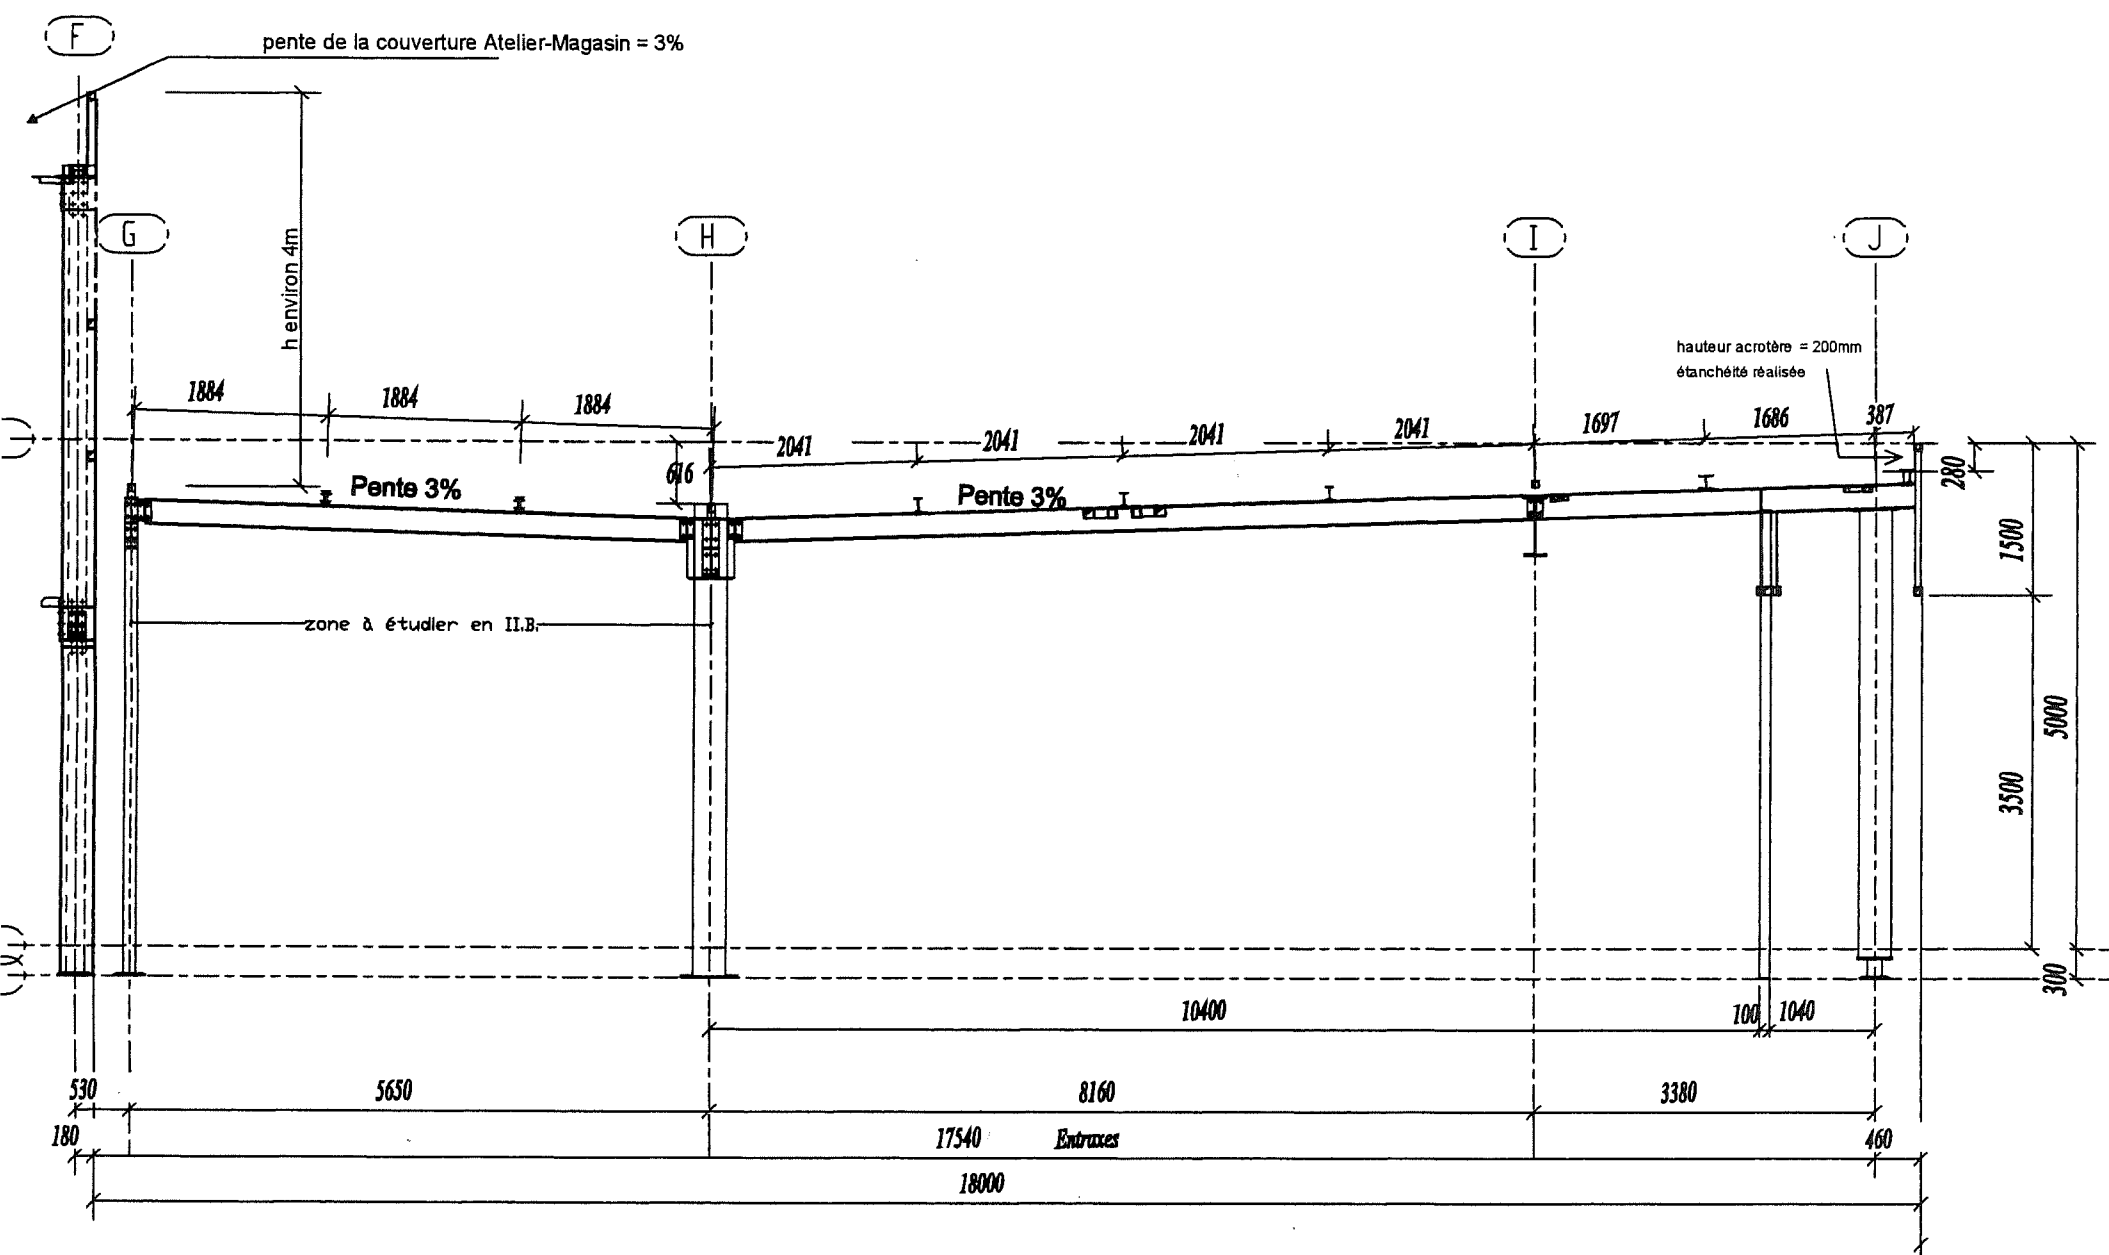 F
pente de la couverture Atelier-Magasin = 3%
G
H
I
J
h environ 4m
hauteur acrotère = 200mm
étanchéité réalisée
1884
1884
1884
2041
2041
2041
2041
1697
1686
387
616
280
Pente 3%
Pente 3%
1500
zone à étudier en II.B.
5000
3500
300
10400
100
1040
530
5650
8160
3380
180
17540
Entraxes
460
18000